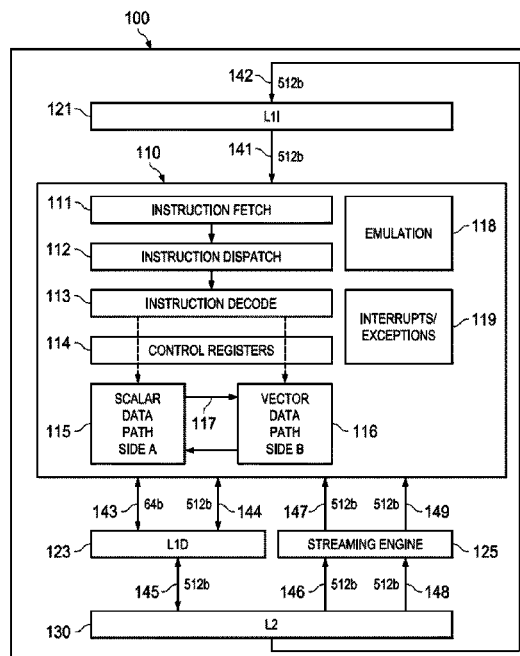 100
142
512b
121
L1I
110
141
512b
111
INSTRUCTION FETCH
EMULATION
118
112
INSTRUCTION DISPATCH
113
INSTRUCTION DECODE
INTERRUPTS/
EXCEPTIONS
119
114
CONTROL REGISTERS
115
SCALAR
DATA
PATH
SIDE A
117
VECTOR
DATA
PATH
SIDE B
116
143
64b
512b
144
147
512b
512b
149
123
L1D
STREAMING ENGINE
125
145
512b
146
512b
512b
148
130
L2